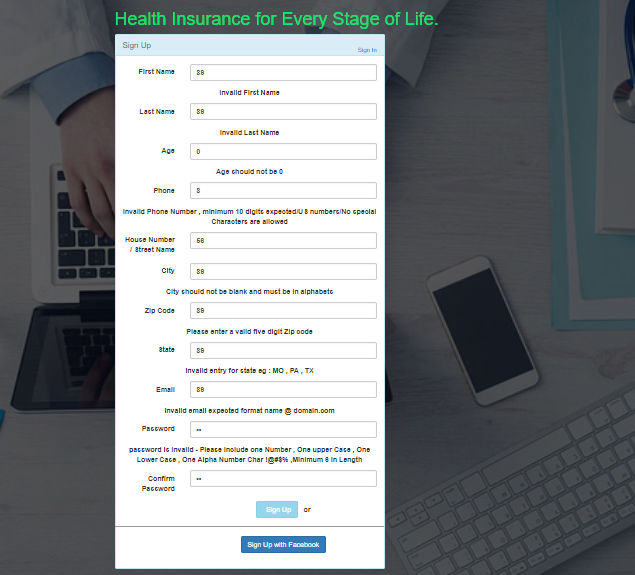 Health Insurance for Every Stage of Life.
Sign Up
Sign In
First Name
89
Invalid First Name
Last Name
89
Invalid Last Name
Age
0
Age should not be 0
Phone
8
Invalid Phone Number , minimum 10 digits expected/US numbers/No special
Characters are allowed
House Number
/ Street Name
56
City
89
City should not be blank and must be in alphabets
Zip Code
89
Please enter a valid five digit Zip code
State
89
Invalid entry for state eg : MO , PA , TX
Email
89
Invalid email expected format name @ domain.com
Password
••
password is invalid - Please include one Number , One upper Case , One
Lower Case , One Alpha Number Char !@#$% ,Minimum 6 in Length
Confirm
Password
••
Sign Up or
Sign Up with Facebook